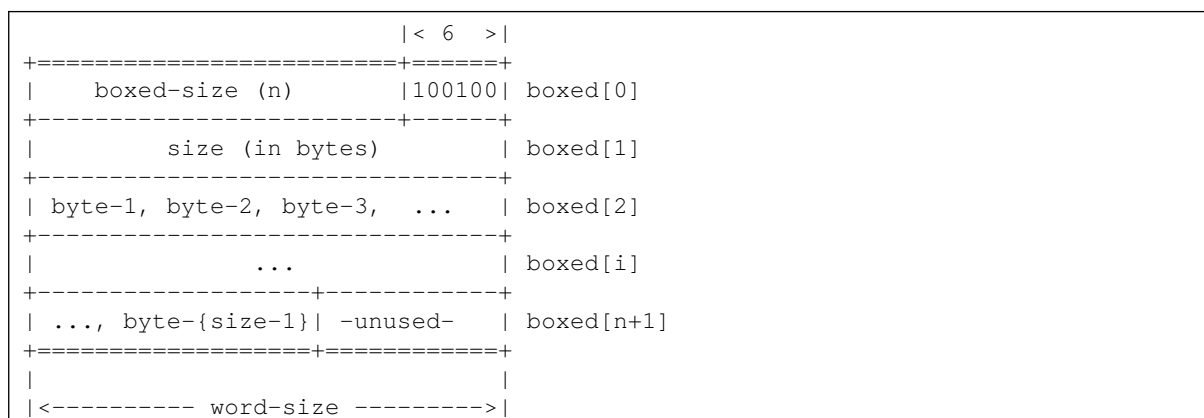 |< 6  >|
+=========================+======+
|    boxed-size (n)       |100100| boxed[0]
+-------------------------+------+
|         size (in bytes)        | boxed[1]
+--------------------------------+
| byte-1, byte-2, byte-3,  ...   | boxed[2]
+--------------------------------+
|               ...              | boxed[i]
+-------------------+------------+
| ..., byte-{size-1}| -unused-   | boxed[n+1]
+===================+============+
|                                |
|<---------- word-size --------->|